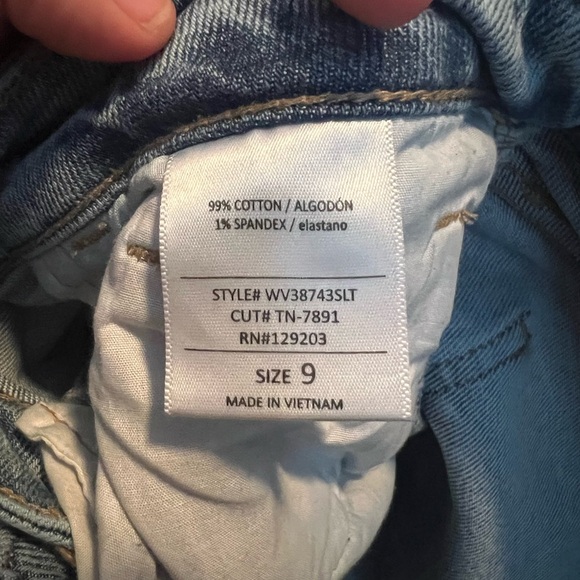 99% COTTON / ALGODÓN
1% SPANDEX / elastano
STYLE# WV38743SLT
CUT# TN-7891
RN#129203
SIZE 9
MADE IN VIETNAM